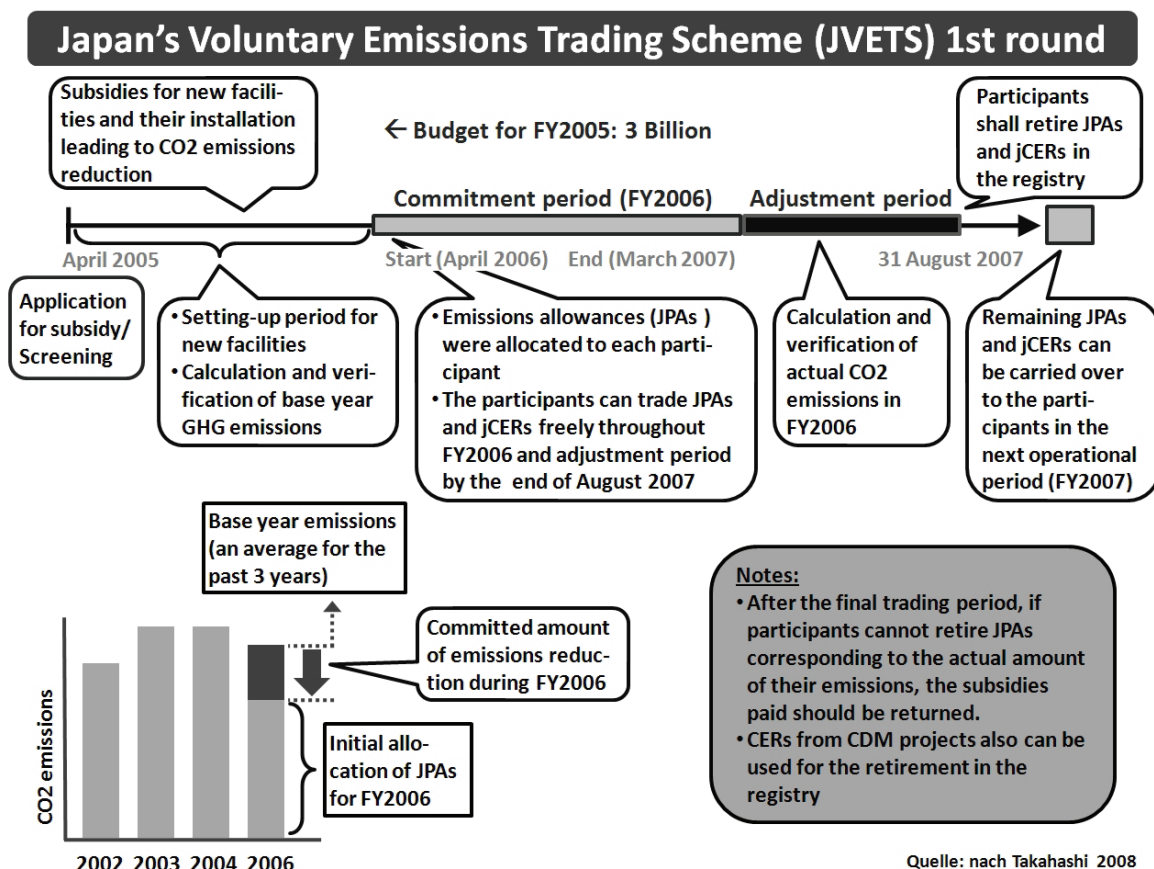 Japan's Voluntary Emissions Trading Scheme (JVETS) 1st round
Subsidies for new facili-
ties and their installation
leading to CO2 emissions
reduction
← Budget for FY2005: 3 Billion
Participants
shall retire JPAs
and jCERs in
the registry
Commitment period (FY2006)
Adjustment period
April 2005
Start (April 2006)
End (March 2007)
31 August 2007
Application
for subsidy/
Screening
• Setting-up period for
new facilities
• Calculation and veri-
fication of base year
GHG emissions
• Emissions allowances (JPAs )
were allocated to each parti-
cipant
• The participants can trade JPAs
and jCERs freely throughout
FY2006 and adjustment period
by the end of August 2007
Calculation and
verification of
actual CO2
emissions in
FY2006
Remaining JPAs
and jCERs can
be carried over
to the parti-
cipants in the
next operational
period (FY2007)
Base year emissions
(an average for the
past 3 years)
Committed amount
of emissions reduc-
tion during FY2006
Initial allo-
cation of JPAs
for FY2006
CO2 emissions
2002 2003 2004 2006
Notes:
• After the final trading period, if
participants cannot retire JPAs
corresponding to the actual amount
of their emissions, the subsidies
paid should be returned.
• CERs from CDM projects also can be
used for the retirement in the
registry
Quelle: nach Takahashi 2008